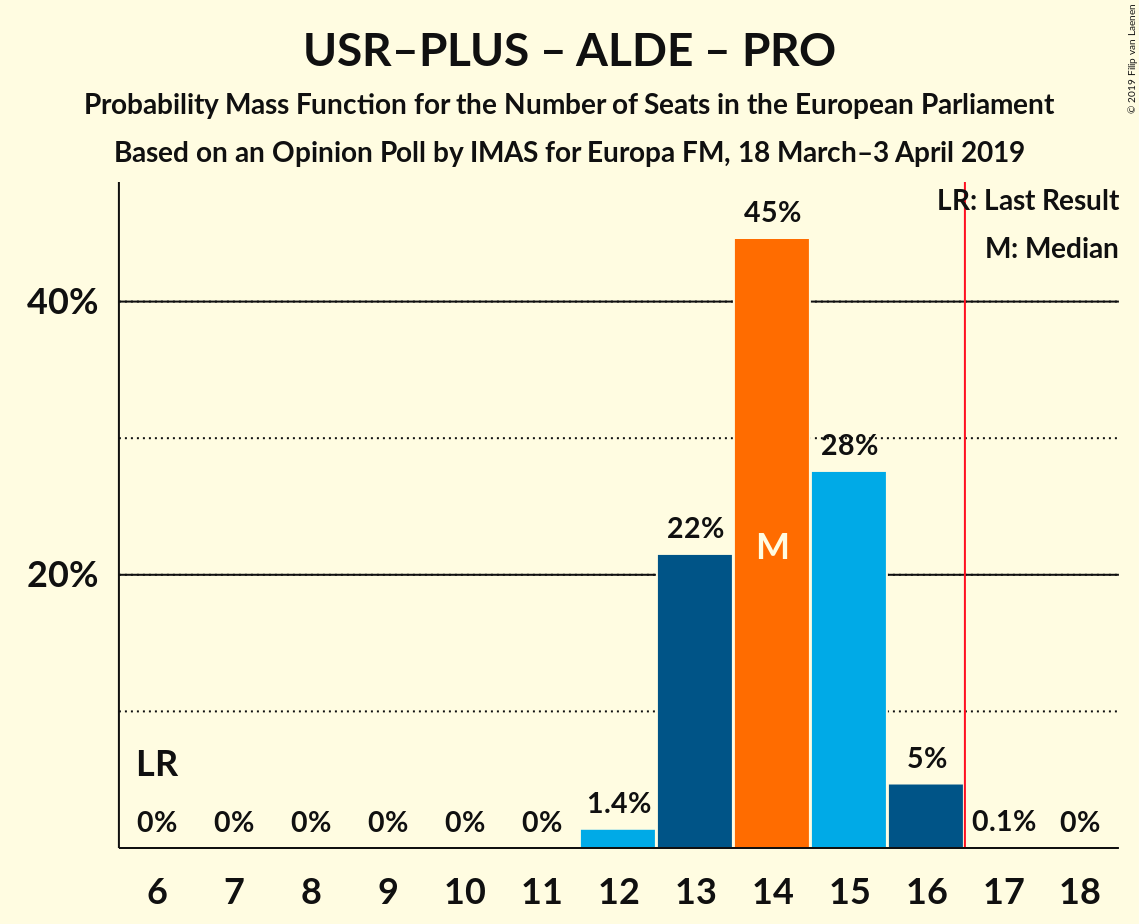 USR–PLUS – ALDE – PRO
Probability Mass Function for the Number of Seats in the European Parliament
Based on an Opinion Poll by IMAS for Europa FM, 18 March–3 April 2019
© 2019 Filip van Laenen
LR: Last Result
M: Median
45%
40%
28%
22%
M
20%
LR
5%
1.4%
0% 0% 0% 0% 0% 0% 0.1% 0%
6 7 8 9 10 11 12 13 14 15 16 17 18